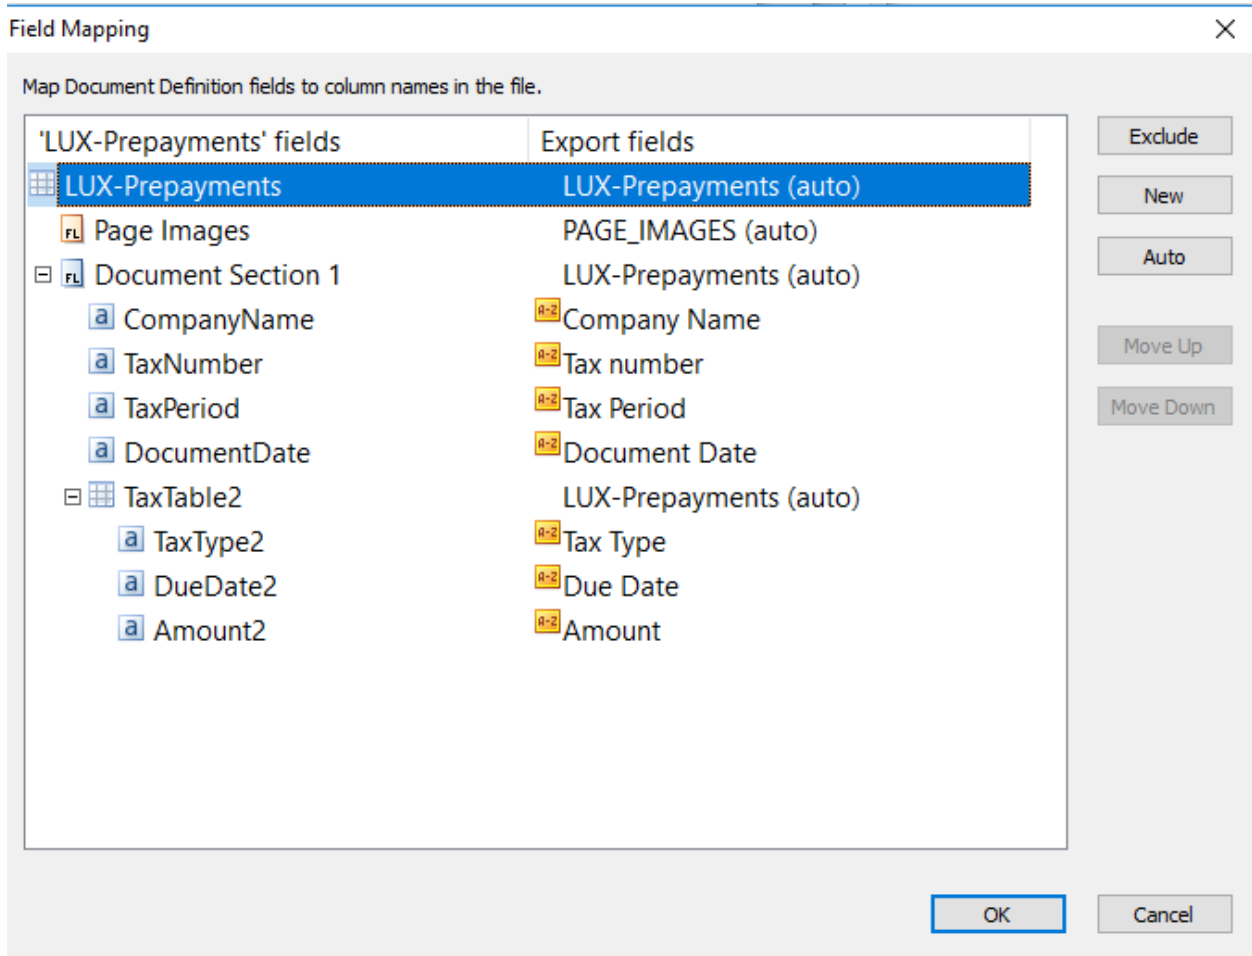 Field Mapping
Map Document Definition fields to column names in the file.
'LUX-Prepayments' fields Export fields
LUX-Prepayments LUX-Prepayments (auto)
FL Page Images PAGE_IMAGES (auto)
FL Document Section 1 LUX-Prepayments (auto)
a CompanyName A-Z Company Name
a TaxNumber A-Z Tax number
a TaxPeriod A-Z Tax Period
a DocumentDate A-Z Document Date
TaxTable2 LUX-Prepayments (auto)
a TaxType2 A-Z Tax Type
a DueDate2 A-Z Due Date
a Amount2 A-Z Amount
Exclude
New
Auto
Move Up
Move Down
OK Cancel